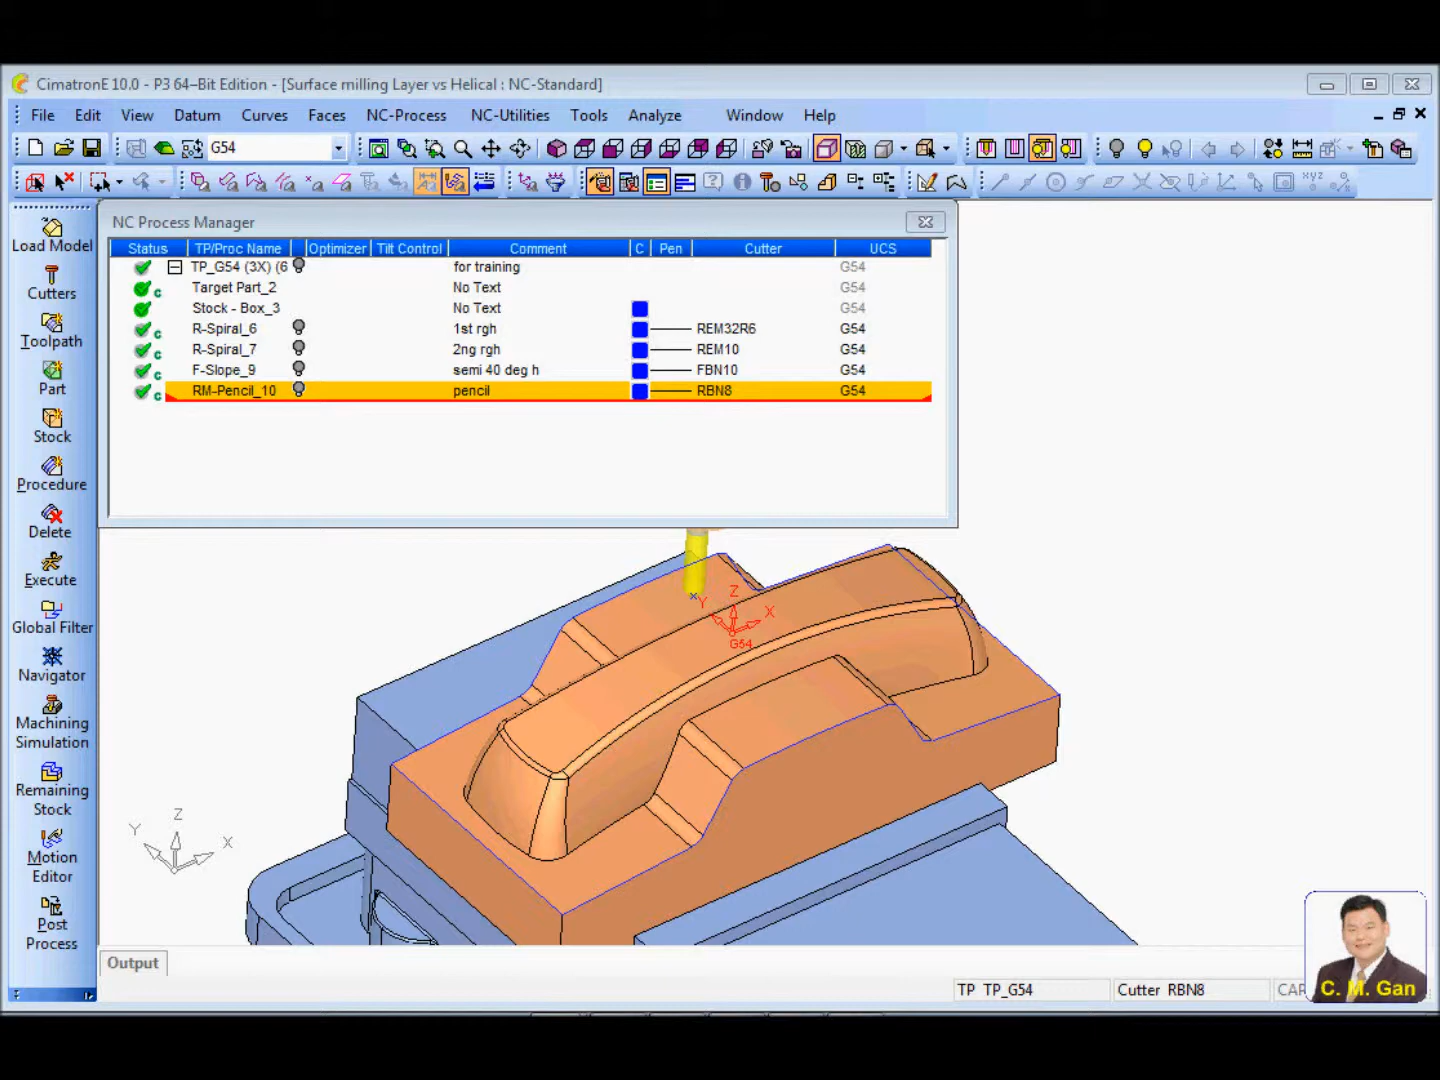 CimatronE 10.0 - P3 64–Bit Edition - [Surface milling Layer vs Helical : NC-Standard]
File Edit View Datum Curves Faces NC-Process NC-Utilities Tools Analyze Window Help
G54
Load Model
Cutters
Toolpath
Part
Stock
Procedure
Delete
Execute
Global Filter
Navigator
Machining
Simulation
Remaining
Stock
Motion
Editor
Post
Process
NC Process Manager
Status TP/Proc Name Optimizer Tilt Control Comment C Pen Cutter UCS
TP_G54 (3X) (6 for training G54
c Target Part_2 No Text G54
Stock - Box_3 No Text G54
c R-Spiral_6 1st rgh REM32R6 G54
c R-Spiral_7 2ng rgh REM10 G54
c F-Slope_9 semi 40 deg h FBN10 G54
c RM-Pencil_10 pencil RBN8 G54
Z
Y
X
G54
Z
Y
X
Output
TP TP_G54 Cutter RBN8 CAR
C. M. Gan